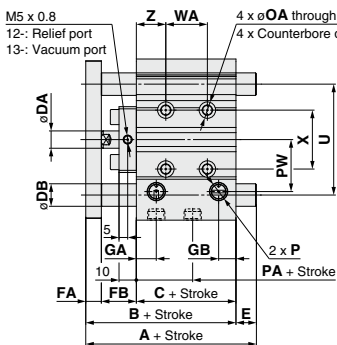 M5 x 0.8
12-: Relief port
13-: Vacuum port
Z
WA
4 x øOA through
4 x Counterbore
øDA
øDB
X
U
PW
5
GA
GB
2 x P
10
PA + Stroke
FA
FB
C + Stroke
B + Stroke
E
A + Stroke